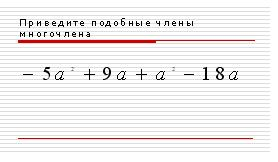 Приведите подобные члены
многочлена
− 5a² + 9a + a² − 18a